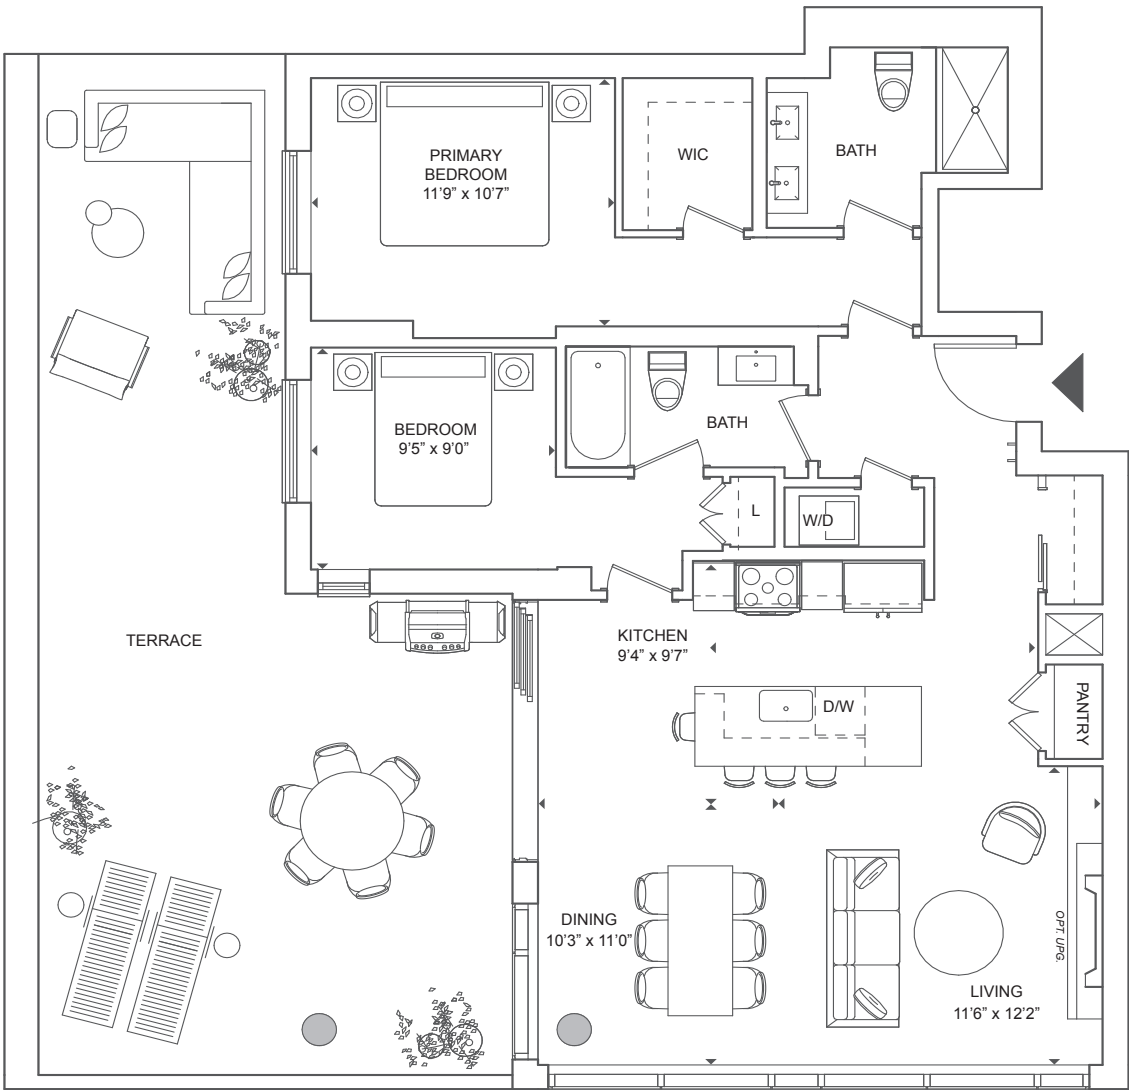 PRIMARY
BEDROOM
11’9” x 10’7”
WIC
BATH
BEDROOM
9’5” x 9’0”
BATH
L
W/D
TERRACE
KITCHEN
9’4” x 9’7”
D/W
PANTRY
DINING
10’3” x 11’0”
OPT. UPG.
LIVING
11’6” x 12’2”